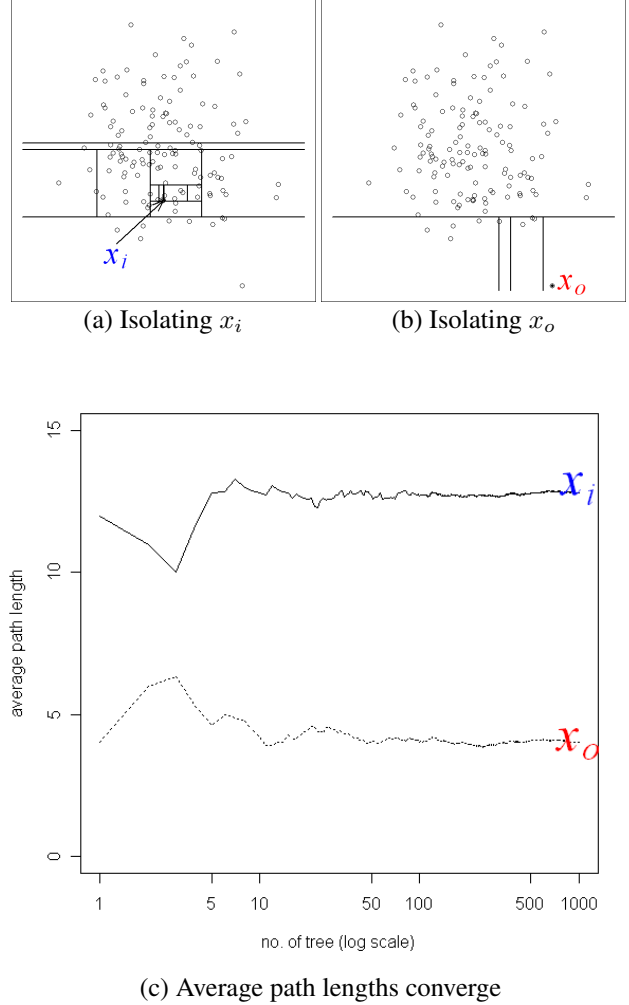 x_i
(a) Isolating x_i
x_o
(b) Isolating x_o
15
10
5
0
average path length
x_i
x_o
1 5 10 50 100 500 1000
no. of tree (log scale)
(c) Average path lengths converge